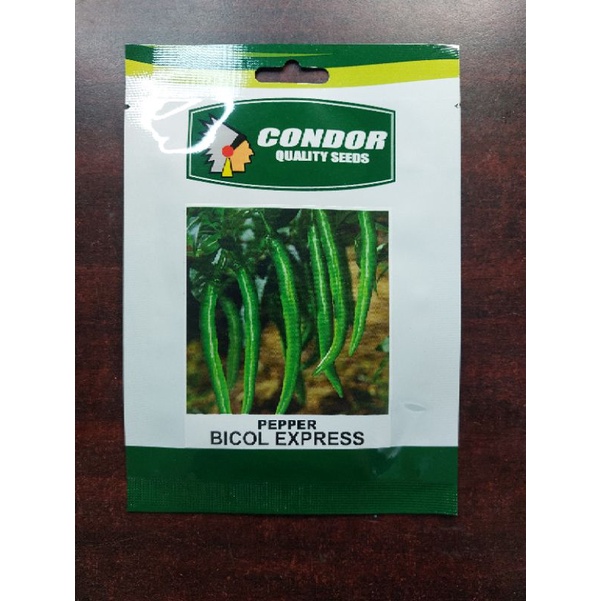 CONDOR
QUALITY SEEDS
PEPPER
BICOL EXPRESS